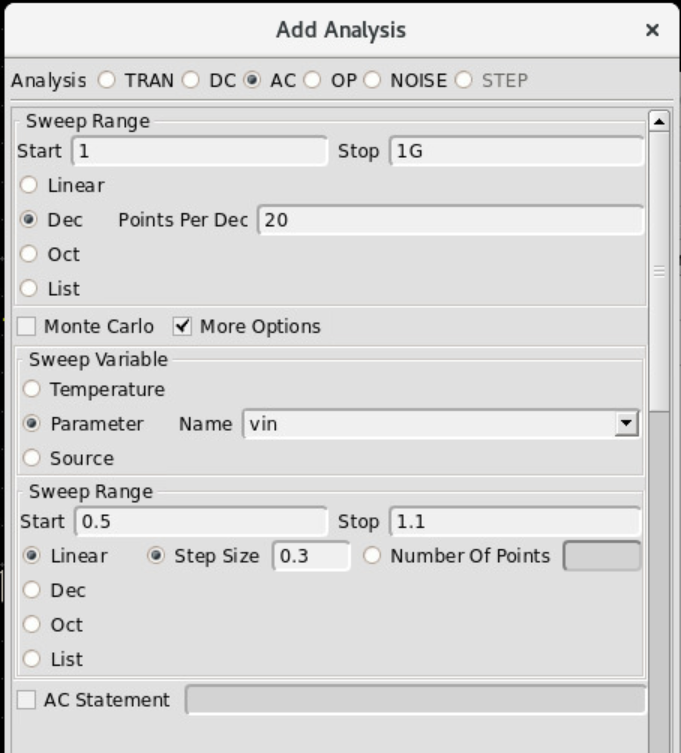 Add Analysis
Analysis TRAN DC AC OP NOISE STEP
Sweep Range
Start 1 Stop 1G
Linear
Dec Points Per Dec 20
Oct
List
Monte Carlo More Options
Sweep Variable
Temperature
Parameter Name vin
Source
Sweep Range
Start 0.5 Stop 1.1
Linear Step Size 0.3 Number Of Points
Dec
Oct
List
AC Statement